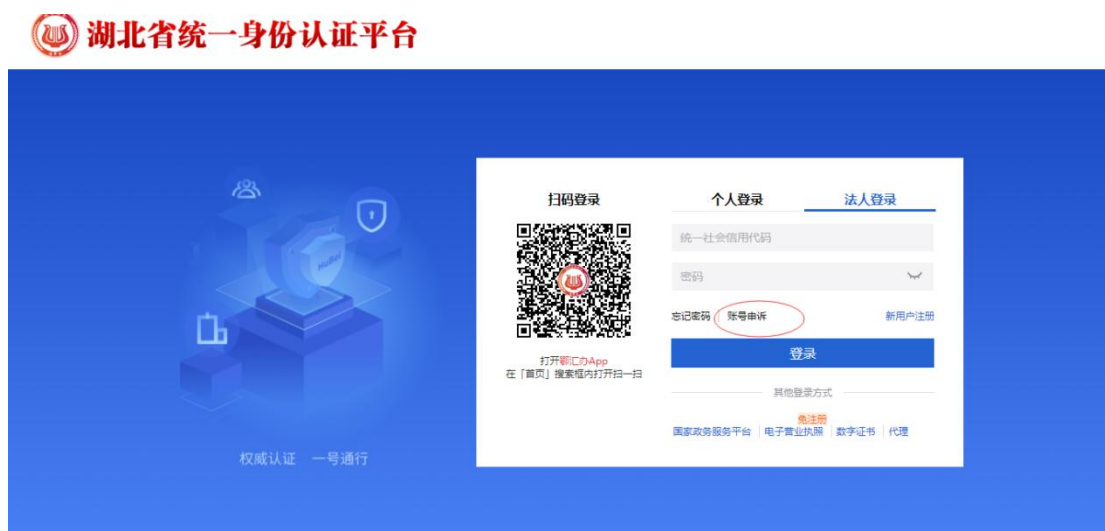 湖北省统一身份认证平台
HuBei
权威认证 一号通行
扫码登录
打开鄂汇办App
在「首页」搜索框内打开扫一扫
个人登录 法人登录
统一社会信用代码
密码
忘记密码 账号申诉 新用户注册
登录
其他登录方式
免注册
国家政务服务平台 电子营业执照 数字证书 代理